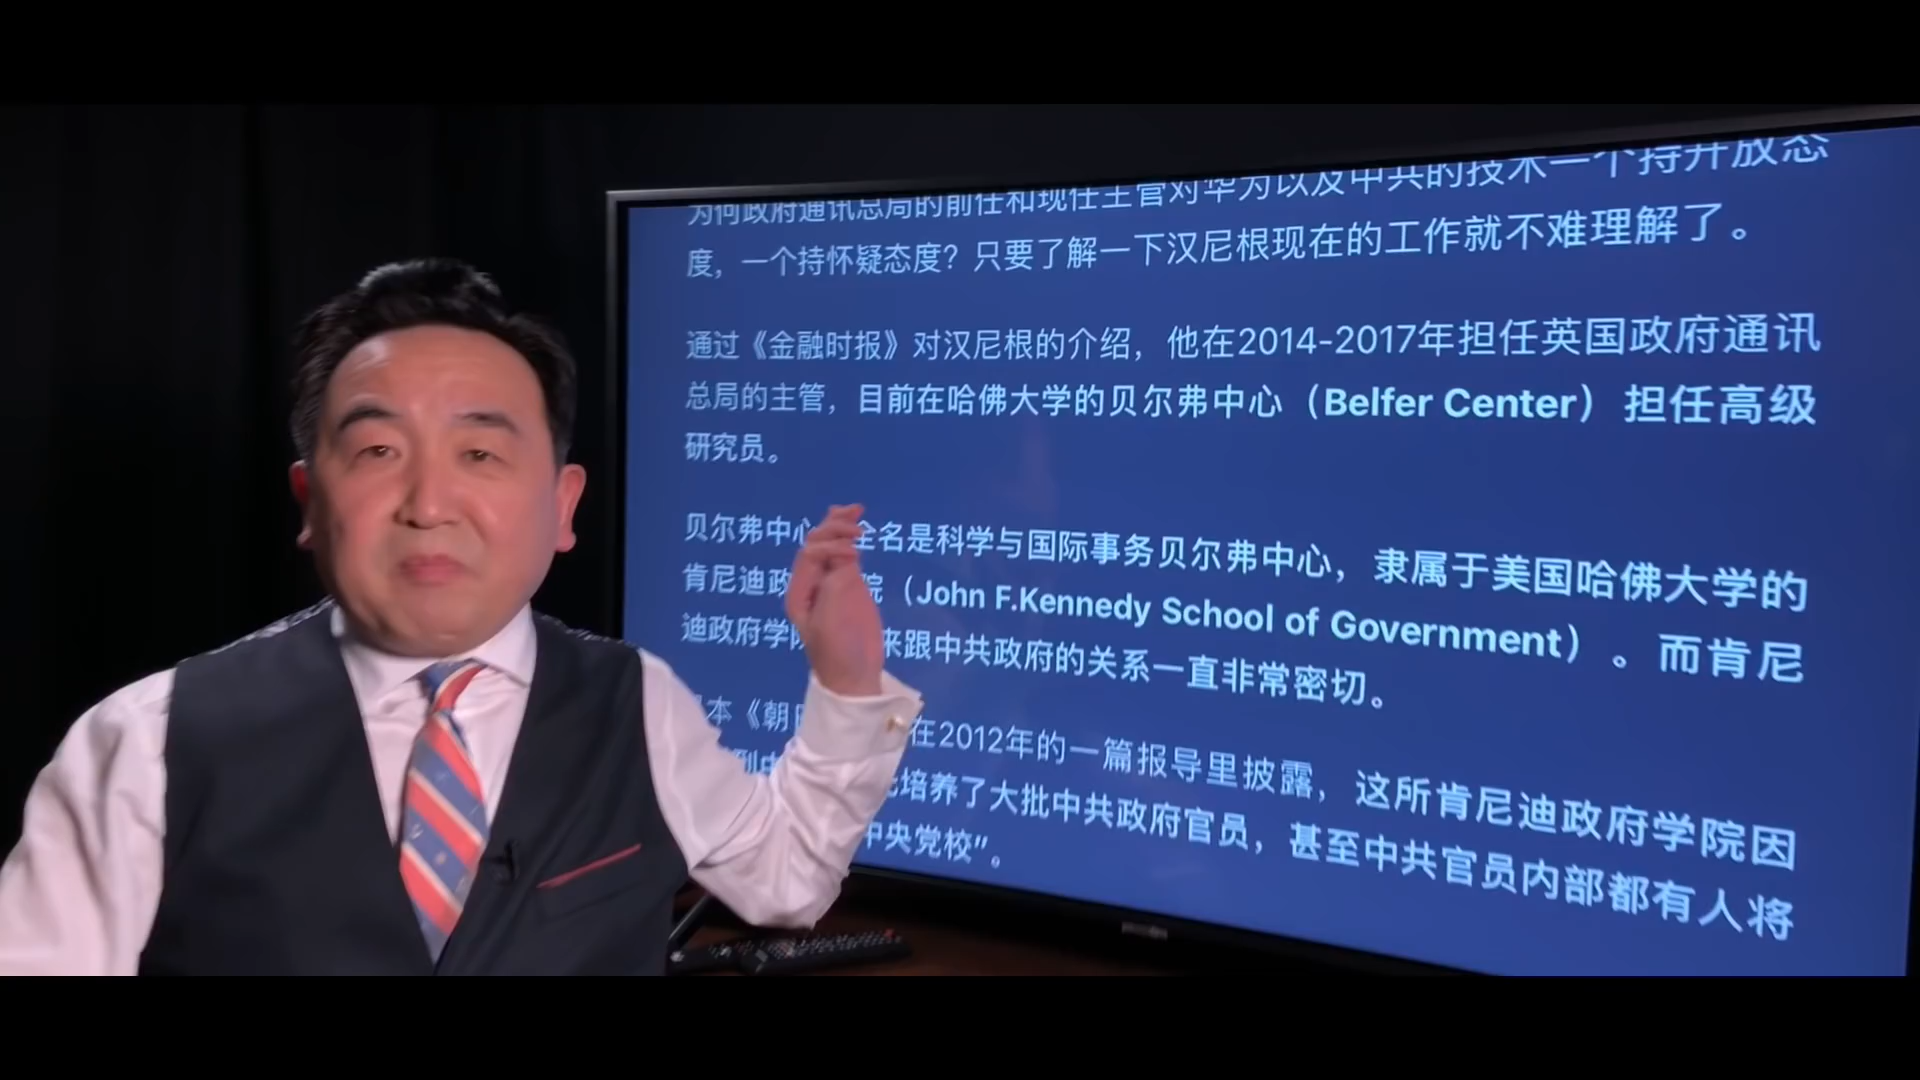 为何政府通讯总局的前任和现任主管对华为以及中共的技术一个持开放态
度，一个持怀疑态度？只要了解一下汉尼根现在的工作就不难理解了。
通过《金融时报》对汉尼根的介绍，他在2014-2017年担任英国政府通讯
总局的主管，目前在哈佛大学的贝尔弗中心（Belfer Center）担任高级
研究员。
贝尔弗中心 全名是科学与国际事务贝尔弗中心，隶属于美国哈佛大学的
肯尼迪政 院（John F.Kennedy School of Government）。而肯尼
迪政府学 来跟中共政府的关系一直非常密切。
本《朝 在2012年的一篇报导里披露，这所肯尼迪政府学院因
培养了大批中共政府官员，甚至中共官员内部都有人将
中央党校”。